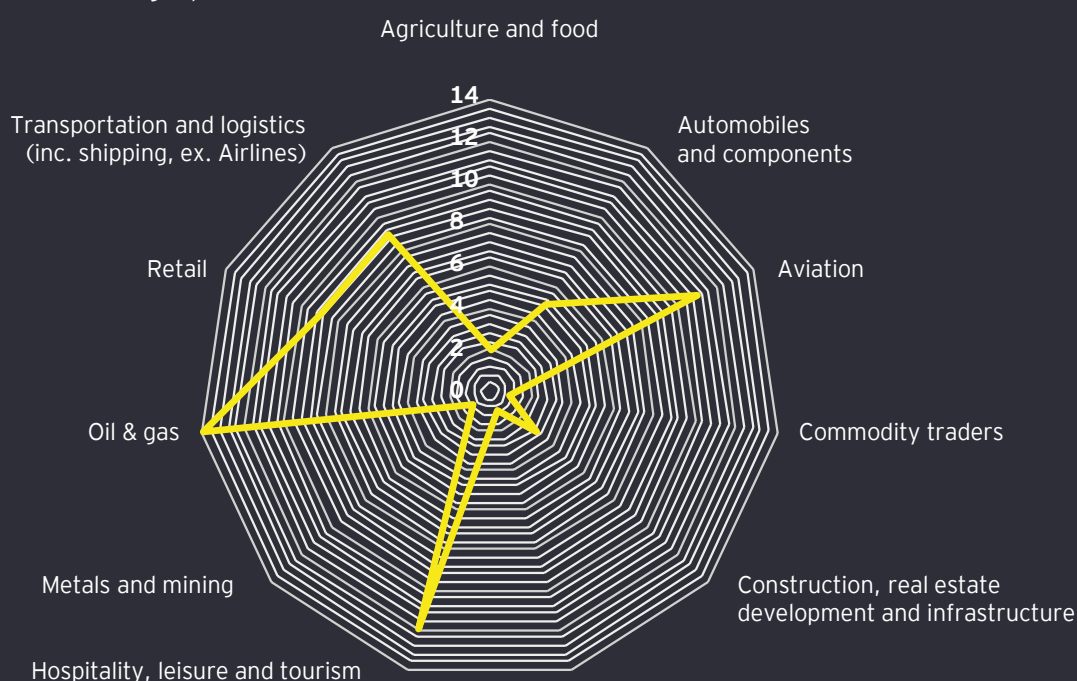 Agriculture and food
14
12
10
8
6
4
2
0
Automobiles
and components
Aviation
Commodity traders
Construction, real estate
development and infrastructure
Hospitality, leisure and tourism
Metals and mining
Oil & gas
Retail
Transportation and logistics
(inc. shipping, ex. Airlines)